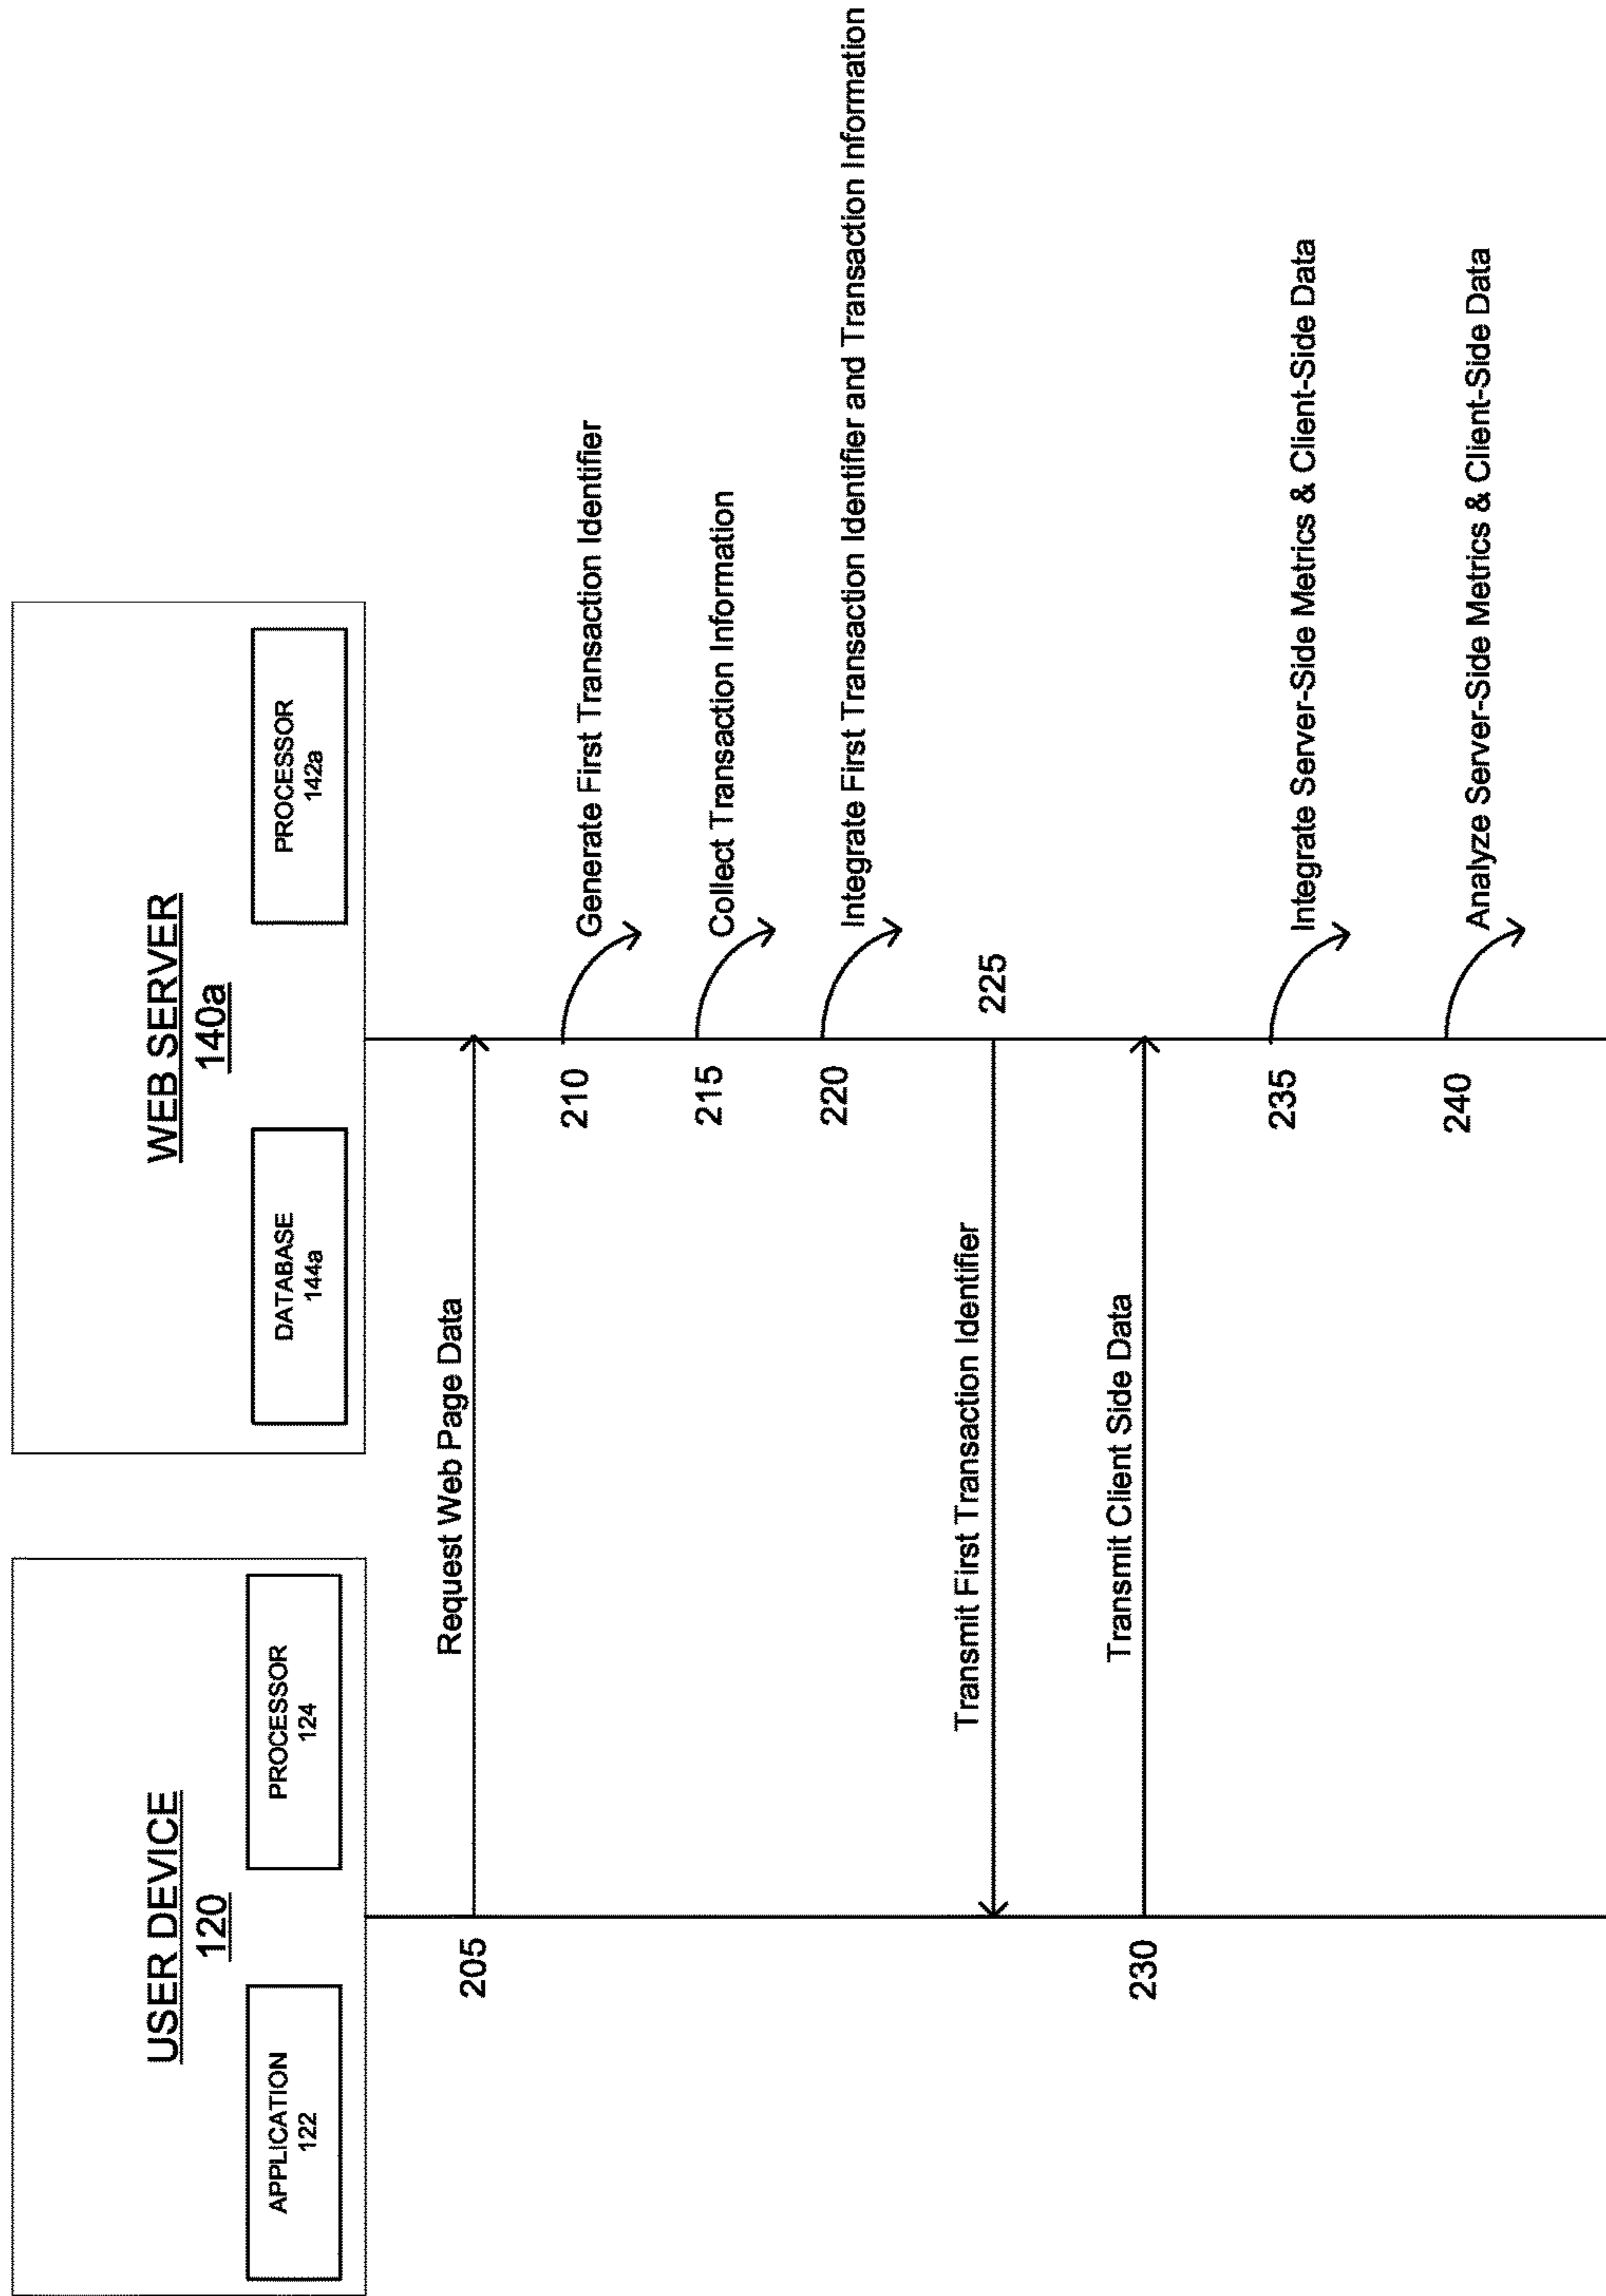 USER DEVICE
120
APPLICATION
122
PROCESSOR
124
WEB SERVER
140a
DATABASE
144a
PROCESSOR
142a
205
Request Web Page Data
210
Generate First Transaction Identifier
215
Collect Transaction Information
220
Integrate First Transaction Identifier and Transaction Information
Transmit First Transaction Identifier
225
230
Transmit Client Side Data
235
Integrate Server-Side Metrics & Client-Side Data
240
Analyze Server-Side Metrics & Client-Side Data